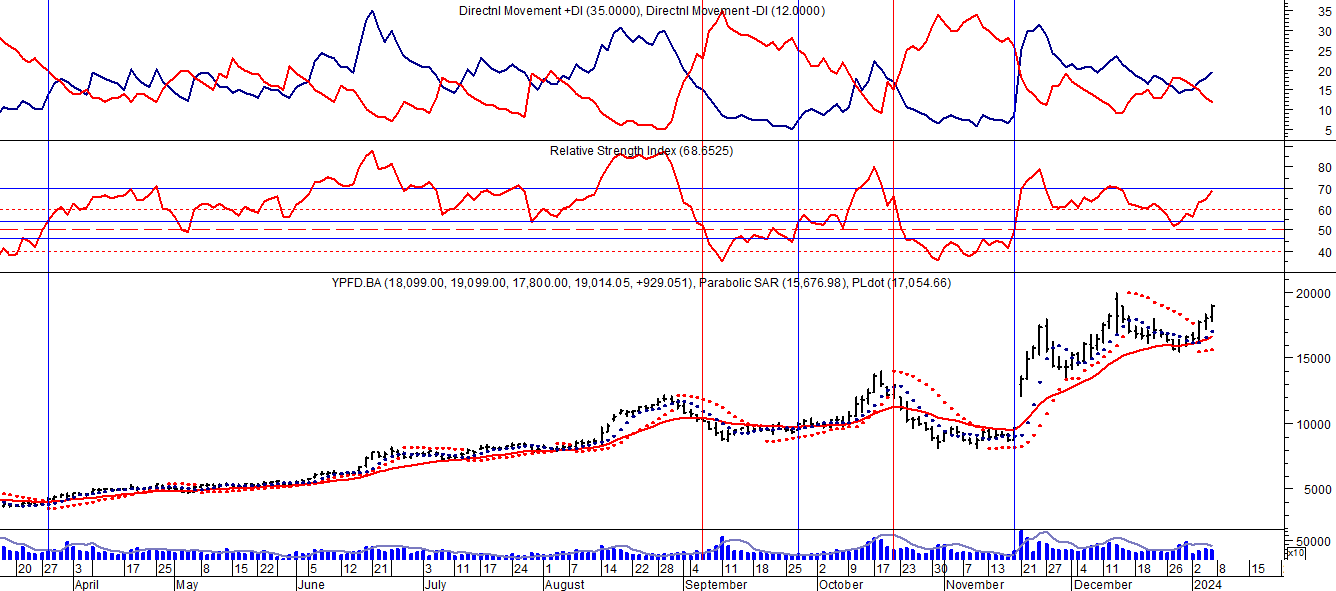 Directnl Movement +DI (35.0000), Directnl Movement -DI (12.0000)
35
30
25
20
15
10
5
Relative Strength Index (68.6525)
80
70
60
50
40
YPFD.BA (18,099.00, 19,099.00, 17,800.00, 19,014.05, +929.051), Parabolic SAR (15,676.98), PLdot (17,054.66)
20000
15000
10000
5000
50000
x10
20 27 3 17 25 8 15 22 5 12 21 3 11 17 24 1 7 14 22 28 4 11 18 25 2 9 17 23 30 6 13 21 27 4 11 18 26 2 8 15
April May June July August September October November December 2024